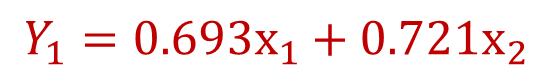 Y₁ = 0.693x₁ + 0.721x₂